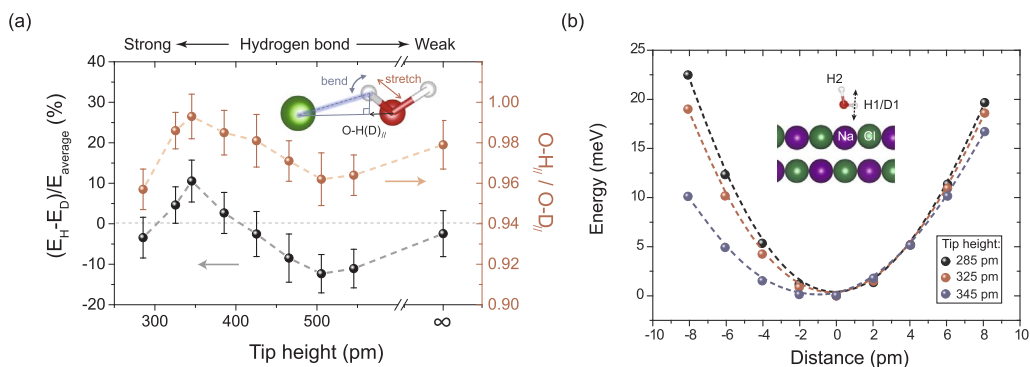 (a)
Strong Hydrogen bond Weak
(E_H-E_D)/E_average (%)
40
30
20
10
0
-10
-20
bend
stretch
O-H(D)_//
1.00
0.98
0.96
0.94
0.92
0.90
O-H_// / O-D_//
300 400 500 ∞
Tip height (pm)
(b)
Energy (meV)
25
20
15
10
5
0
H2
H1/D1
Na Cl
Tip height:
285 pm
325 pm
345 pm
-10 -8 -6 -4 -2 0 2 4 6 8 10
Distance (pm)